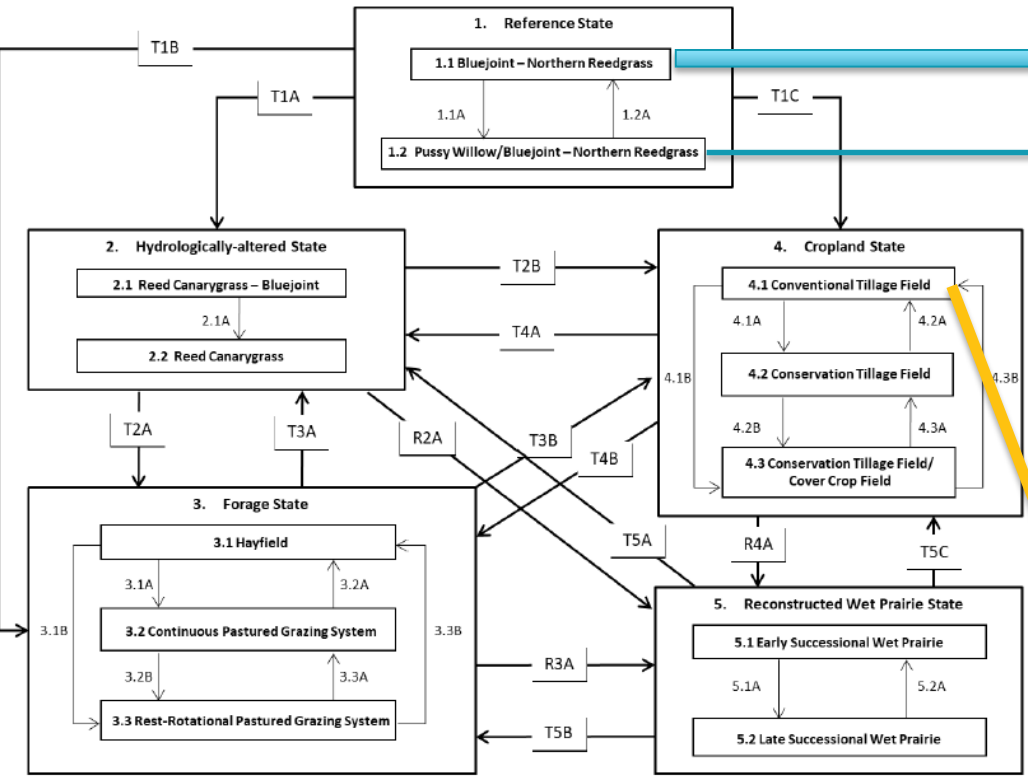 1. Reference State
T1B
1.1 Bluejoint – Northern Reedgrass
T1A
1.1A
1.2A
T1C
1.2 Pussy Willow/Bluejoint – Northern Reedgrass
2. Hydrologically-altered State
2.1 Reed Canarygrass – Bluejoint
2.1A
2.2 Reed Canarygrass
T2B
T4A
4. Cropland State
4.1 Conventional Tillage Field
4.1A
4.2A
4.1B
4.2 Conservation Tillage Field
4.3B
4.2B
4.3A
4.3 Conservation Tillage Field/
Cover Crop Field
T2A
T3A
R2A
T3B
T4B
T5A
R4A
T5C
3. Forage State
3.1 Hayfield
3.1A
3.2A
3.1B
3.2 Continuous Pastured Grazing System
3.3B
3.2B
3.3A
3.3 Rest-Rotational Pastured Grazing System
R3A
T5B
5. Reconstructed Wet Prairie State
5.1 Early Successional Wet Prairie
5.1A
5.2A
5.2 Late Successional Wet Prairie